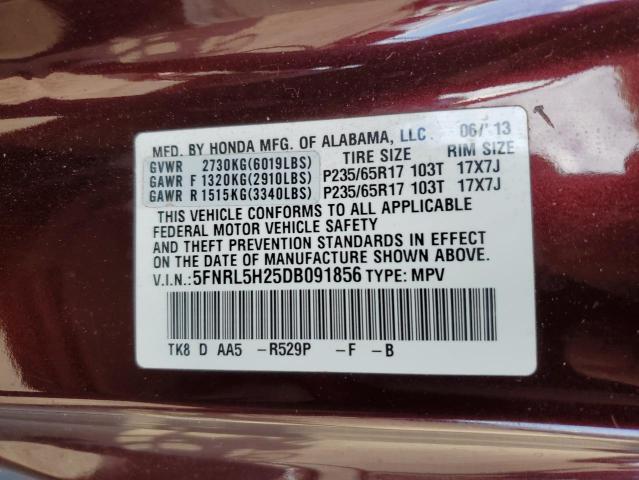 MFD. BY HONDA MFG. OF ALABAMA, LLC 06/13
TIRE SIZE RIM SIZE
GVWR 2730KG(6019LBS)
GAWR F 1320KG(2910LBS) P235/65R17 103T 17X7J
GAWR R 1515KG(3340LBS) P235/65R17 103T 17X7J
THIS VEHICLE CONFORMS TO ALL APPLICABLE
FEDERAL MOTOR VEHICLE SAFETY
AND THEFT PREVENTION STANDARDS IN EFFECT
ON THE DATE OF MANUFACTURE SHOWN ABOVE.
V.I.N.:5FNRL5H25DB091856 TYPE: MPV
TK8 D AA5 -R529P -F -B